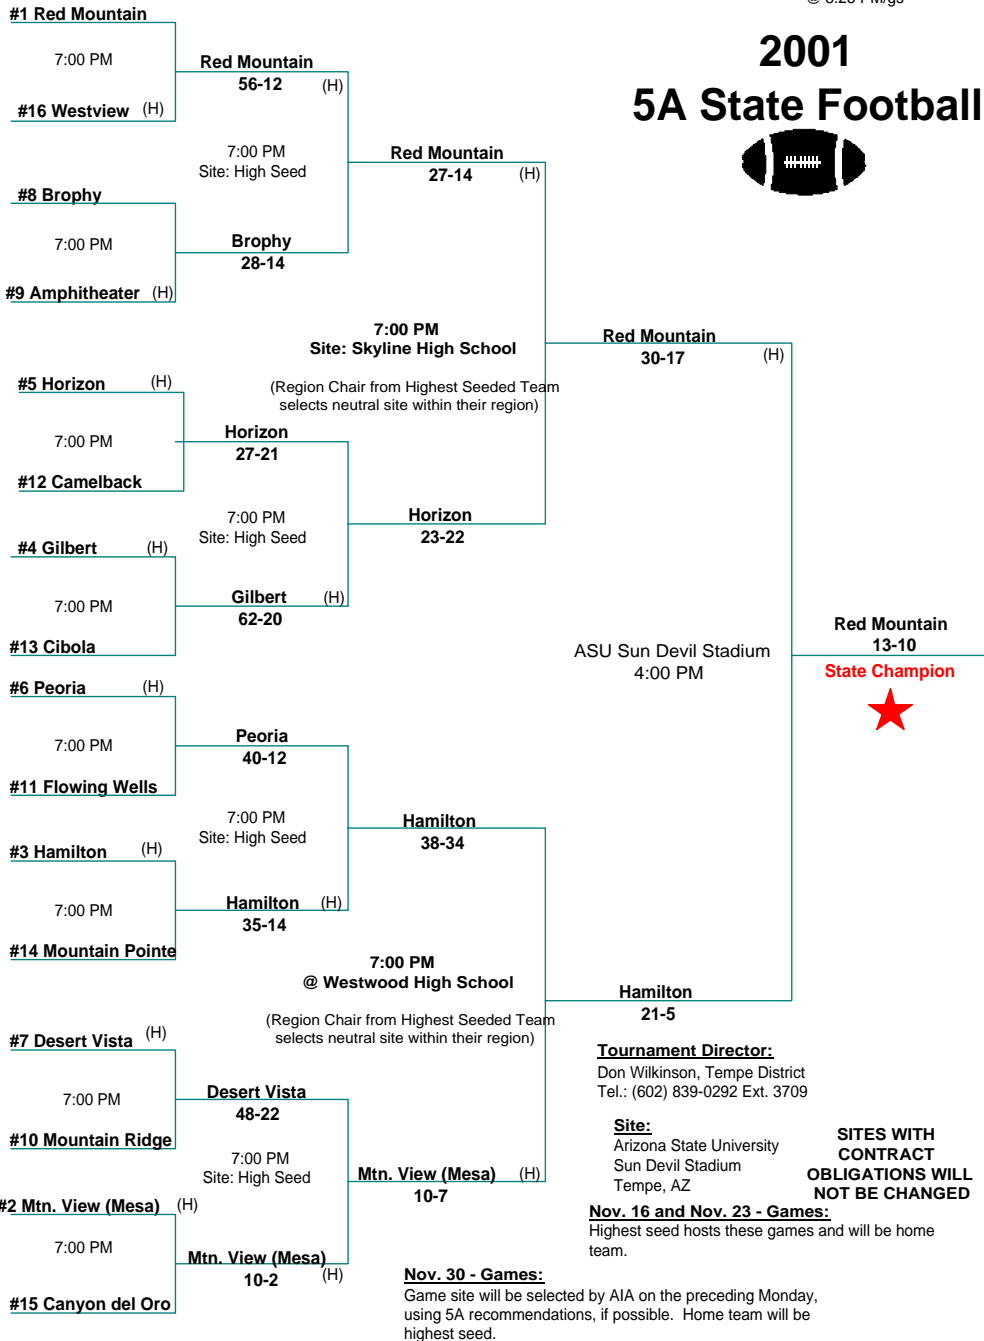 @ 5:25 PM/gs
2001
5A State Football
#1 Red Mountain
7:00 PM
#16 Westview (H)
Red Mountain
56-12 (H)
7:00 PM
Site: High Seed
#8 Brophy
7:00 PM
#9 Amphitheater (H)
Brophy
28-14
Red Mountain
27-14 (H)
7:00 PM
Site: Skyline High School
(Region Chair from Highest Seeded Team
selects neutral site within their region)
#5 Horizon (H)
7:00 PM
#12 Camelback
Horizon
27-21
7:00 PM
Site: High Seed
#4 Gilbert (H)
7:00 PM
#13 Cibola
Gilbert (H)
62-20
Horizon
23-22
Red Mountain
30-17 (H)
ASU Sun Devil Stadium
4:00 PM
Red Mountain
13-10
State Champion
#6 Peoria (H)
7:00 PM
#11 Flowing Wells
Peoria
40-12
7:00 PM
Site: High Seed
#3 Hamilton (H)
7:00 PM
#14 Mountain Pointe
Hamilton (H)
35-14
Hamilton
38-34
7:00 PM
@ Westwood High School
(Region Chair from Highest Seeded Team
selects neutral site within their region)
Hamilton
21-5
#7 Desert Vista (H)
7:00 PM
#10 Mountain Ridge
Desert Vista
48-22
7:00 PM
Site: High Seed
#2 Mtn. View (Mesa) (H)
7:00 PM
#15 Canyon del Oro
Mtn. View (Mesa)
10-2 (H)
Mtn. View (Mesa) (H)
10-7
Tournament Director:
Don Wilkinson, Tempe District
Tel.: (602) 839-0292 Ext. 3709
Site:
Arizona State University
Sun Devil Stadium
Tempe, AZ
SITES WITH
CONTRACT
OBLIGATIONS WILL
NOT BE CHANGED
Nov. 16 and Nov. 23 - Games:
Highest seed hosts these games and will be home
team.
Nov. 30 - Games:
Game site will be selected by AIA on the preceding Monday,
using 5A recommendations, if possible. Home team will be
highest seed.